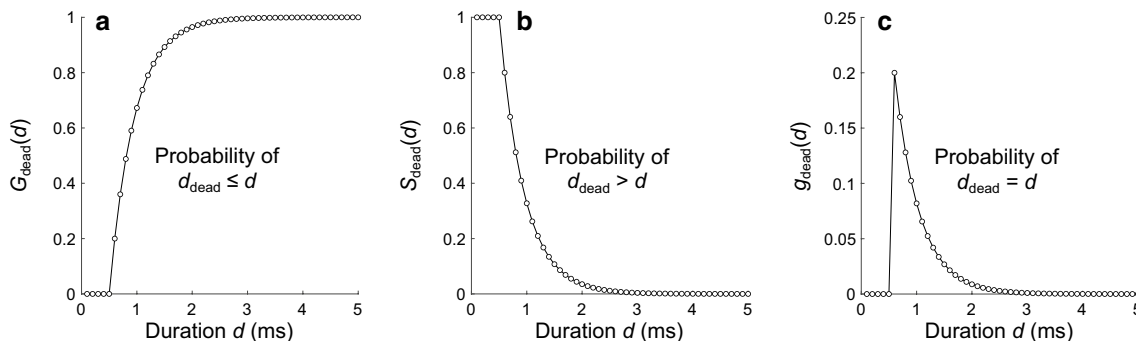 a
1
0.8
0.6
0.4
0.2
0
G_dead(d)
Probability of
d_dead ≤ d
0 1 2 3 4 5
Duration d (ms)
b
1
0.8
0.6
0.4
0.2
0
S_dead(d)
Probability of
d_dead > d
0 1 2 3 4 5
Duration d (ms)
c
0.25
0.2
0.15
0.1
0.05
0
g_dead(d)
Probability of
d_dead = d
0 1 2 3 4 5
Duration d (ms)